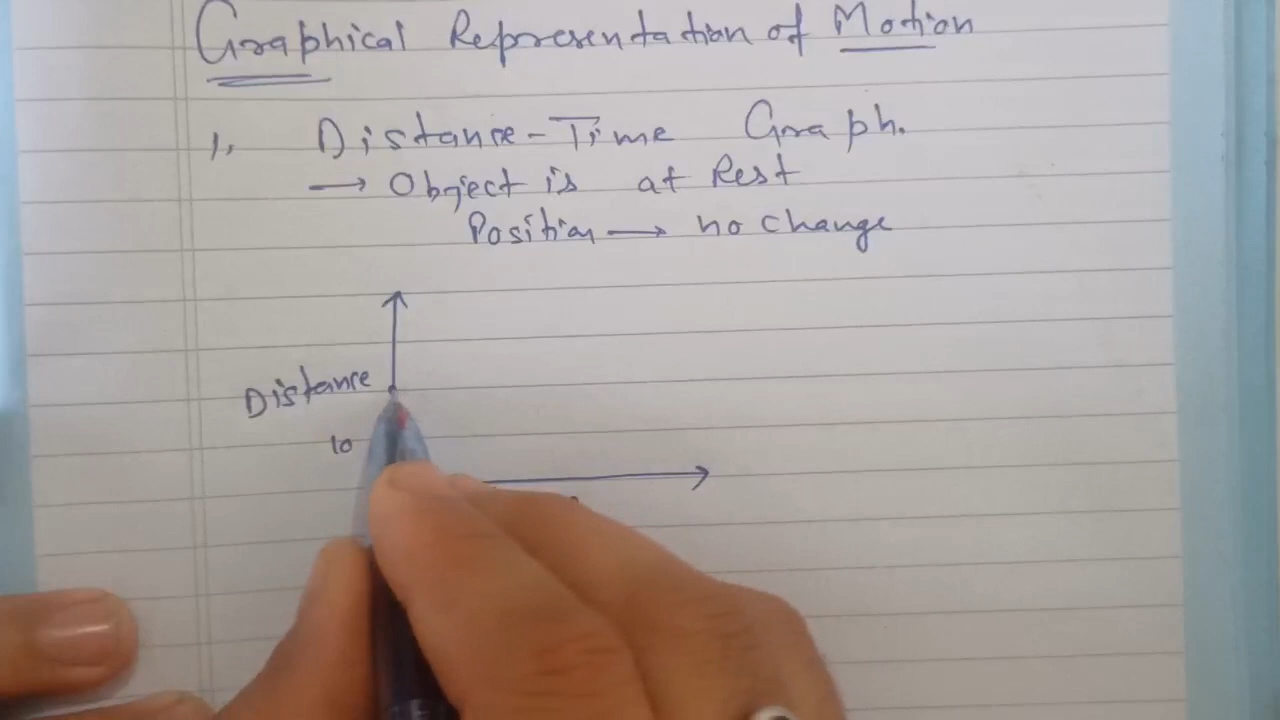 Graphical Representation of Motion
1. Distance-Time Graph.
→ Object is at Rest
Position → no change
Distance
10